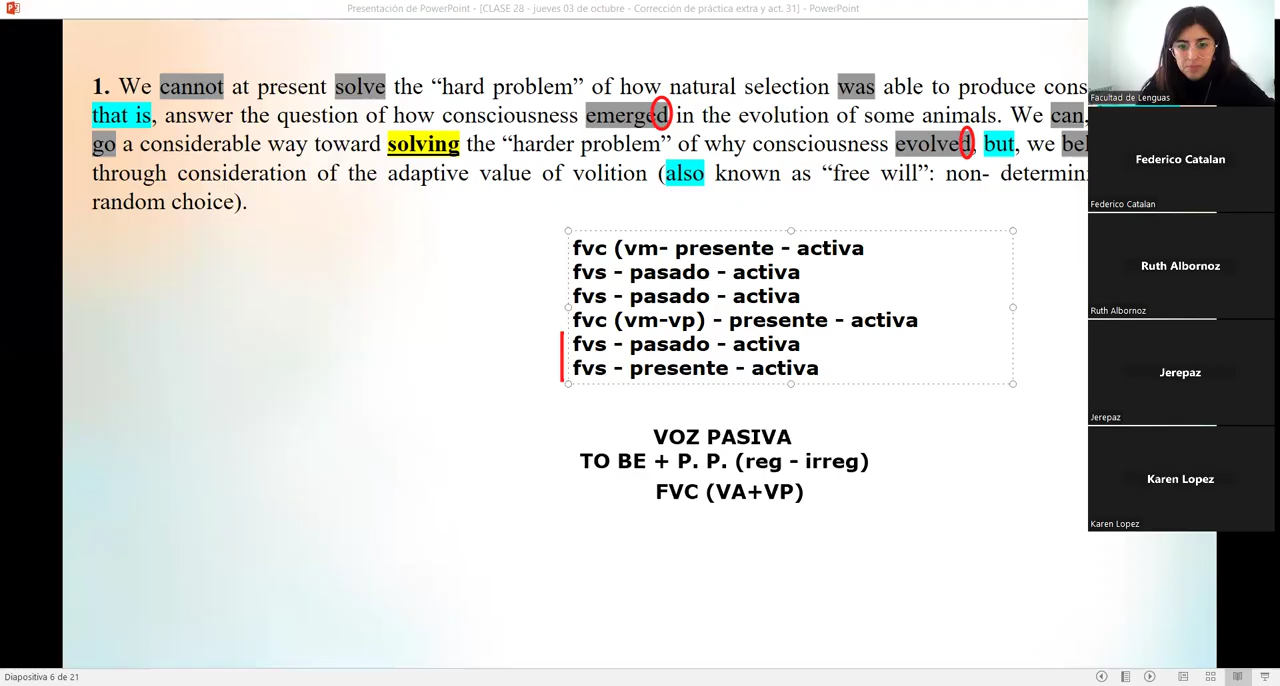 Presentación de PowerPoint - [CLASE 28 - jueves 03 de octubre - Corrección de práctica extra y act. 31] - PowerPoint
1. We cannot at present solve the “hard problem” of how natural selection was able to produce cons
that is, answer the question of how consciousness emerged in the evolution of some animals. We can,
go a considerable way toward solving the “harder problem” of why consciousness evolved, but, we bel
through consideration of the adaptive value of volition (also known as “free will”: non- determini
random choice).
fvc (vm- presente - activa
fvs - pasado - activa
fvs - pasado - activa
fvc (vm-vp) - presente - activa
fvs - pasado - activa
fvs - presente - activa
VOZ PASIVA
TO BE + P. P. (reg - irreg)
FVC (VA+VP)
Facultad de Lenguas
Federico Catalan
Federico Catalan
Ruth Albornoz
Ruth Albornoz
Jerepaz
Jerepaz
Karen Lopez
Karen Lopez
Diapositiva 6 de 21